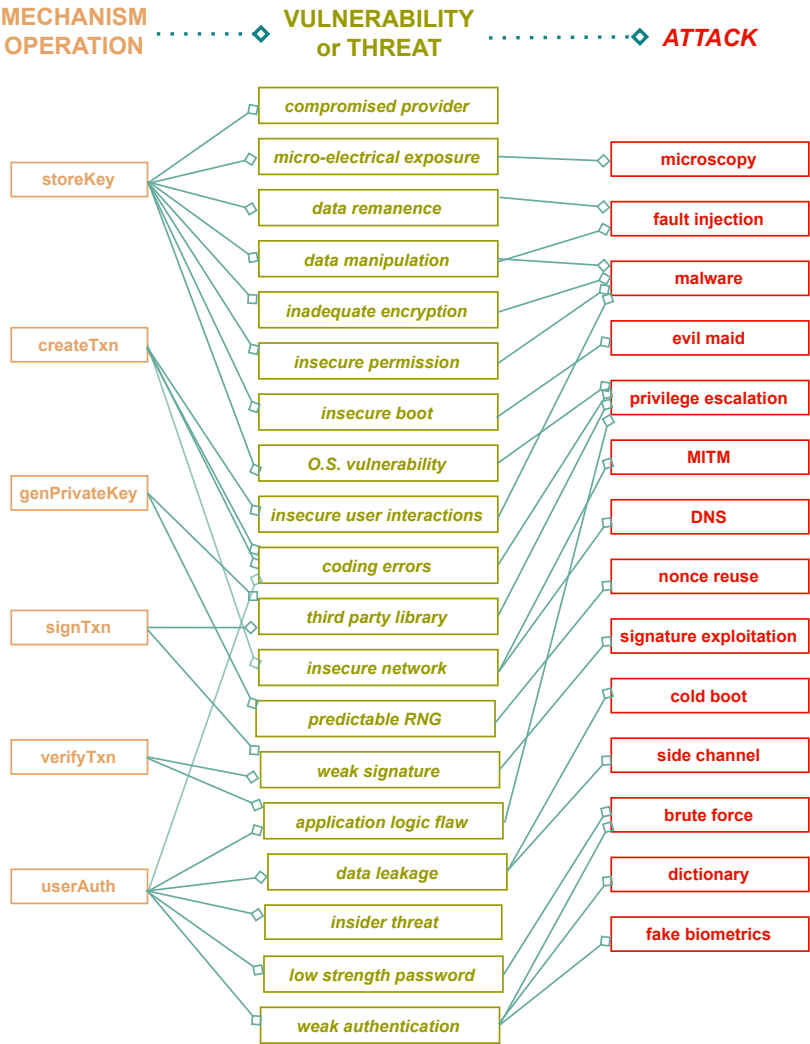 MECHANISM
OPERATION
VULNERABILITY
or THREAT
ATTACK
storeKey
createTxn
genPrivateKey
signTxn
verifyTxn
userAuth
compromised provider
micro-electrical exposure
data remanence
data manipulation
inadequate encryption
insecure permission
insecure boot
O.S. vulnerability
insecure user interactions
coding errors
third party library
insecure network
predictable RNG
weak signature
application logic flaw
data leakage
insider threat
low strength password
weak authentication
microscopy
fault injection
malware
evil maid
privilege escalation
MITM
DNS
nonce reuse
signature exploitation
cold boot
side channel
brute force
dictionary
fake biometrics